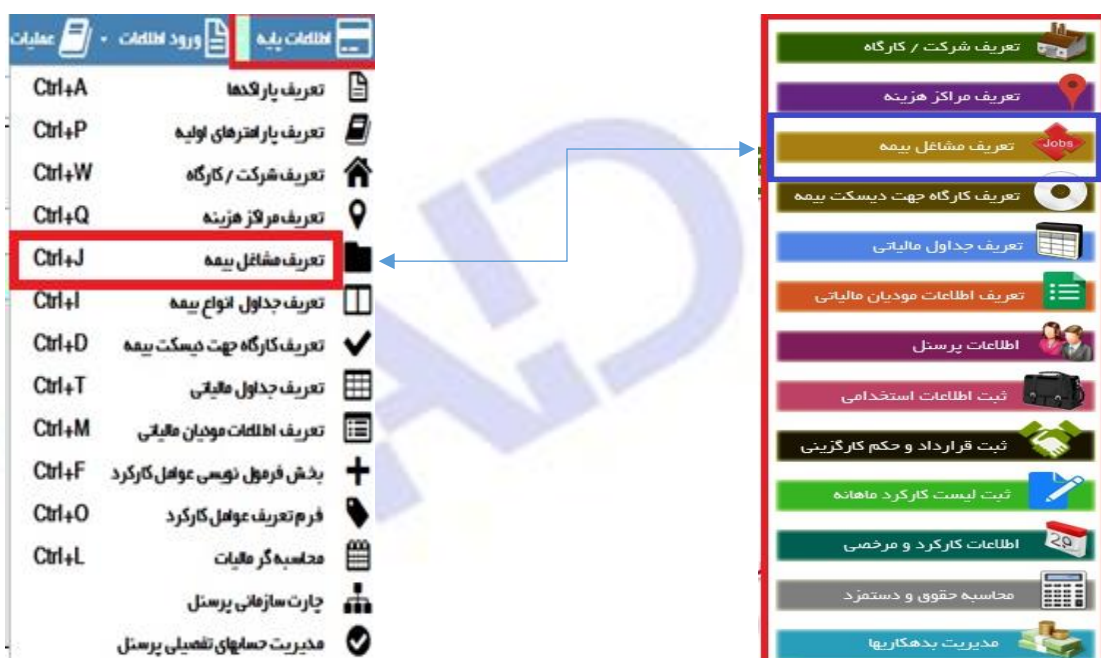 اطلاعات پایه ورود اطلاعات عملیات
تعریف بارکدها Ctrl+A
تعریف پارامترهای اولیه Ctrl+P
تعریف شرکت / کارگاه Ctrl+W
تعریف مراکز هزینه Ctrl+Q
تعریف مشاغل بیمه Ctrl+J
تعریف جداول انواع بیمه Ctrl+I
تعریف کارگاه جهت دیسکت بیمه Ctrl+D
تعریف جداول مالیاتی Ctrl+T
تعریف اطلاعات مودیان مالیاتی Ctrl+M
بخش فرمول نویسی عوامل کارکرد Ctrl+F
فرم تعریف عوامل کارکرد Ctrl+O
محاسبه گر مالیات Ctrl+L
چارت سازمانی پرسنل
مدیریت حسابهای تفصیلی پرسنل
تعریف شرکت / کارگاه
تعریف مراکز هزینه
Jobs تعریف مشاغل بیمه
تعریف کارگاه جهت دیسکت بیمه
تعریف جداول مالیاتی
تعریف اطلاعات مودیان مالیاتی
اطلاعات پرسنل
ثبت اطلاعات استخدامی
ثبت قرارداد و حکم کارگزینی
ثبت لیست کارکرد ماهانه
29 اطلاعات کارکرد و مرخصی
محاسبه حقوق و دستمزد
مدیریت بدهکاریها